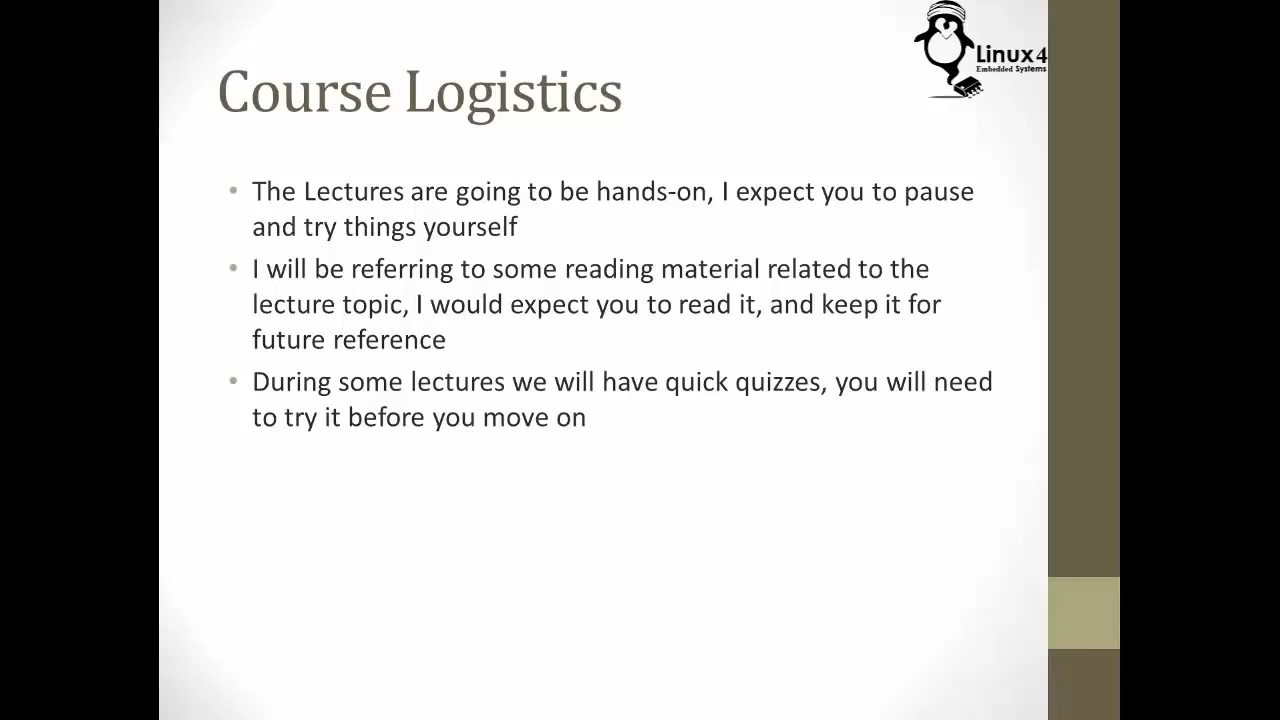 Linux4
Embedded Systems
Course Logistics
• The Lectures are going to be hands-on, I expect you to pause
and try things yourself
• I will be referring to some reading material related to the
lecture topic, I would expect you to read it, and keep it for
future reference
• During some lectures we will have quick quizzes, you will need
to try it before you move on